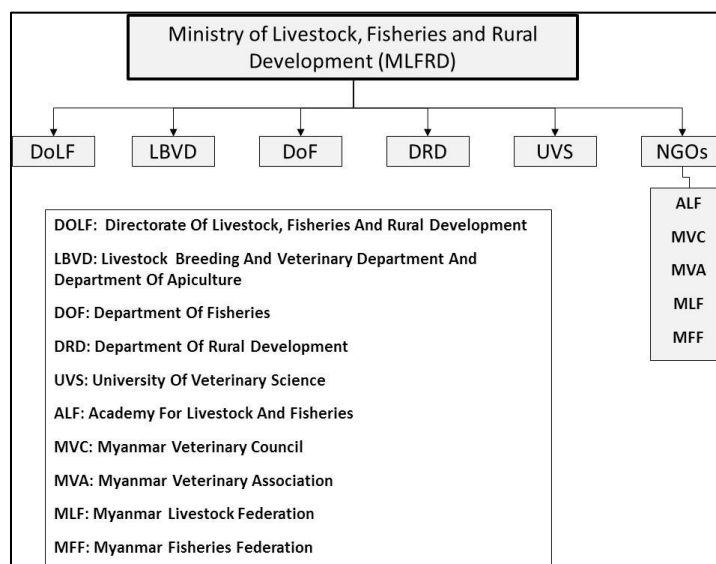 Ministry of Livestock, Fisheries and Rural
Development (MLFRD)
DoLF
LBVD
DoF
DRD
UVS
NGOs
ALF
MVC
MVA
MLF
MFF
DOLF: Directorate Of Livestock, Fisheries And Rural Development
LBVD: Livestock Breeding And Veterinary Department And
Department Of Apiculture
DOF: Department Of Fisheries
DRD: Department Of Rural Development
UVS: University Of Veterinary Science
ALF: Academy For Livestock And Fisheries
MVC: Myanmar Veterinary Council
MVA: Myanmar Veterinary Association
MLF: Myanmar Livestock Federation
MFF: Myanmar Fisheries Federation